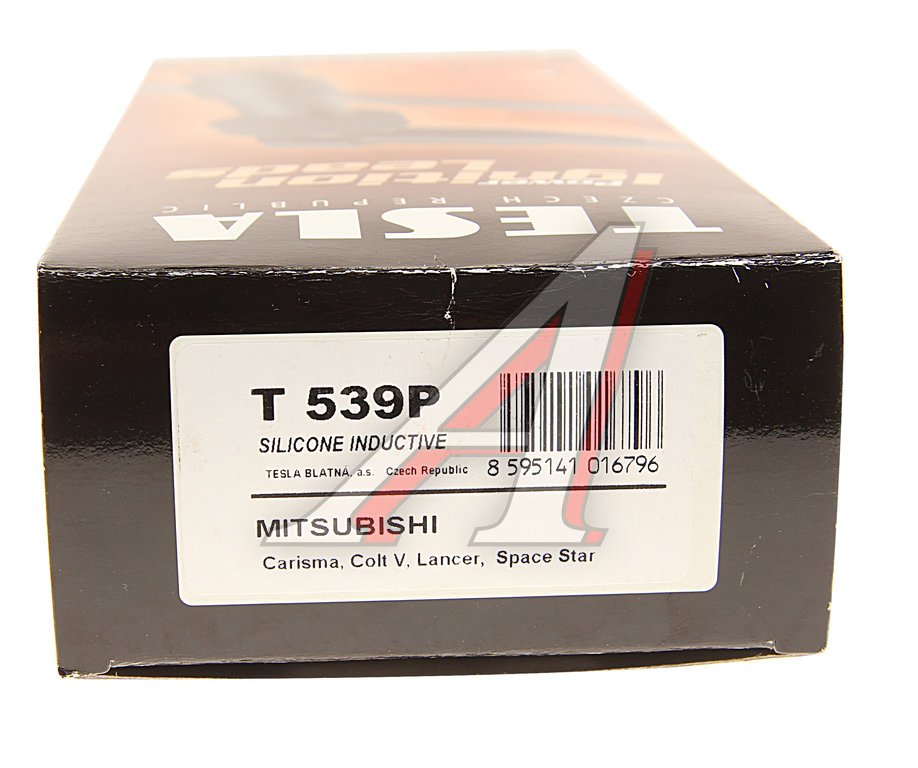 Power
Ignition
Leads
TESLA
CZECH REPUBLIC
T 539P
SILICONE INDUCTIVE
TESLA BLATNÁ, a.s. Czech Republic
8 595141 016796
MITSUBISHI
Carisma, Colt V, Lancer, Space Star